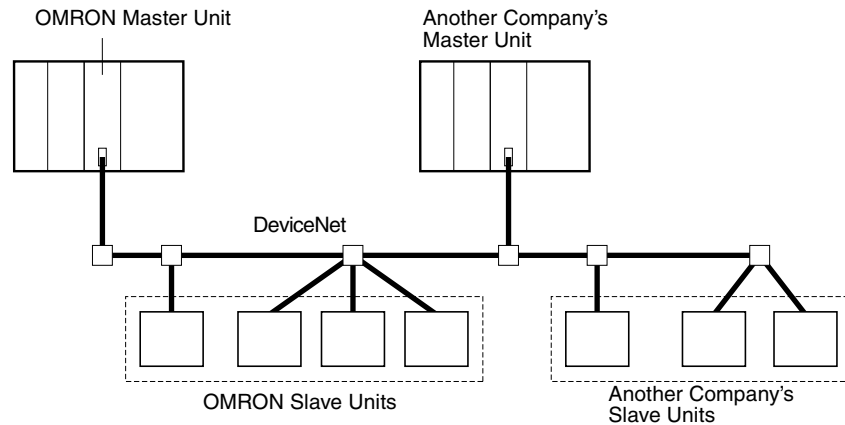 OMRON Master Unit
Another Company's
Master Unit
DeviceNet
OMRON Slave Units
Another Company's
Slave Units